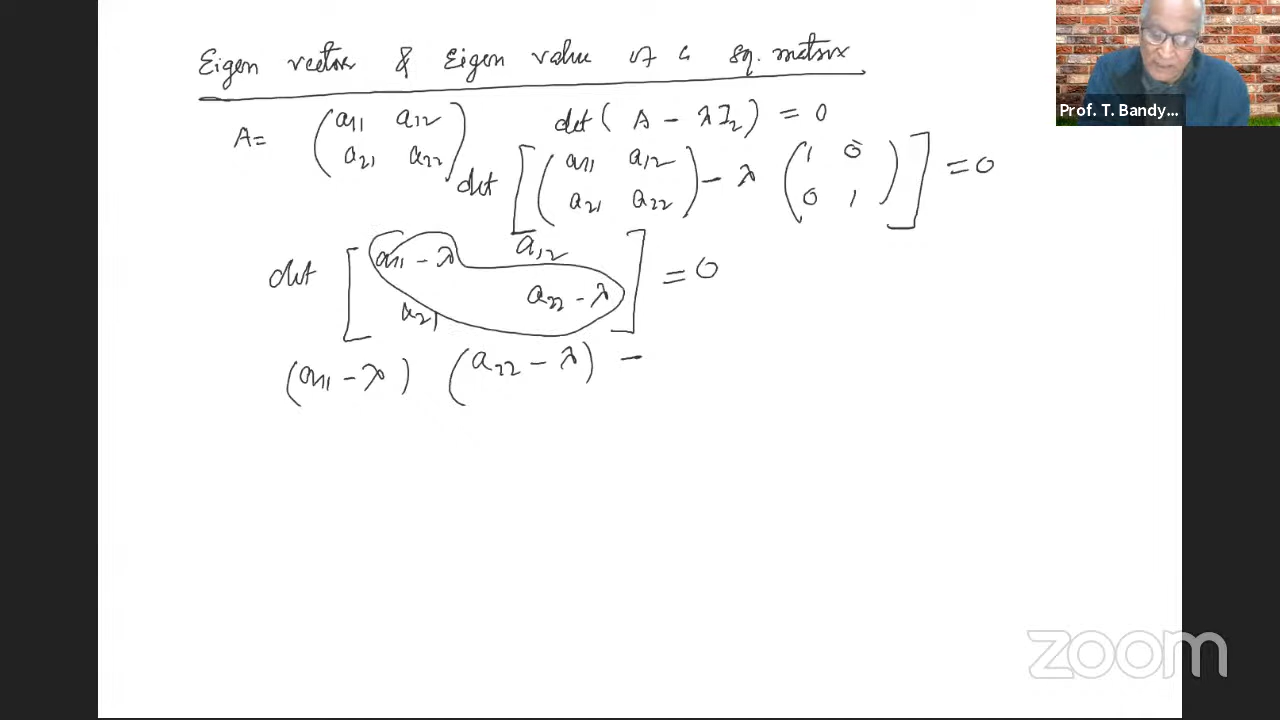 Eigen vector & Eigen value of a sq. matrix
A= (a11 a12
a21 a22)
det( A - λI2) = 0
det [(a11 a12
a21 a22) - λ (1 0
0 1)] = 0
det [a11 - λ a12
a21 a22 - λ] = 0
(a11 - λ) (a22 - λ) -
Prof. T. Bandy...
zoom